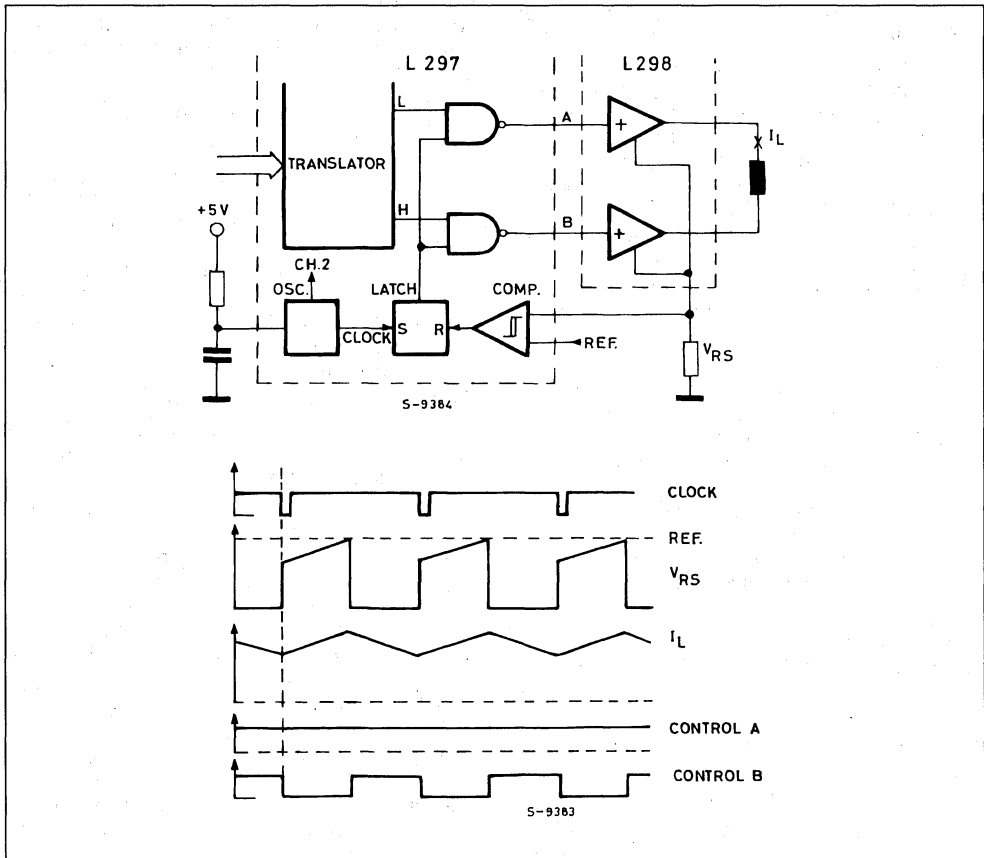 L 297
L298
L
A
+
I L
TRANSLATOR
+5V
H
B
+
CH.2
OSC.
LATCH
COMP.
CLOCK
S
R
REF.
V RS
S-9384
CLOCK
REF.
V RS
I L
CONTROL A
CONTROL B
S-9383